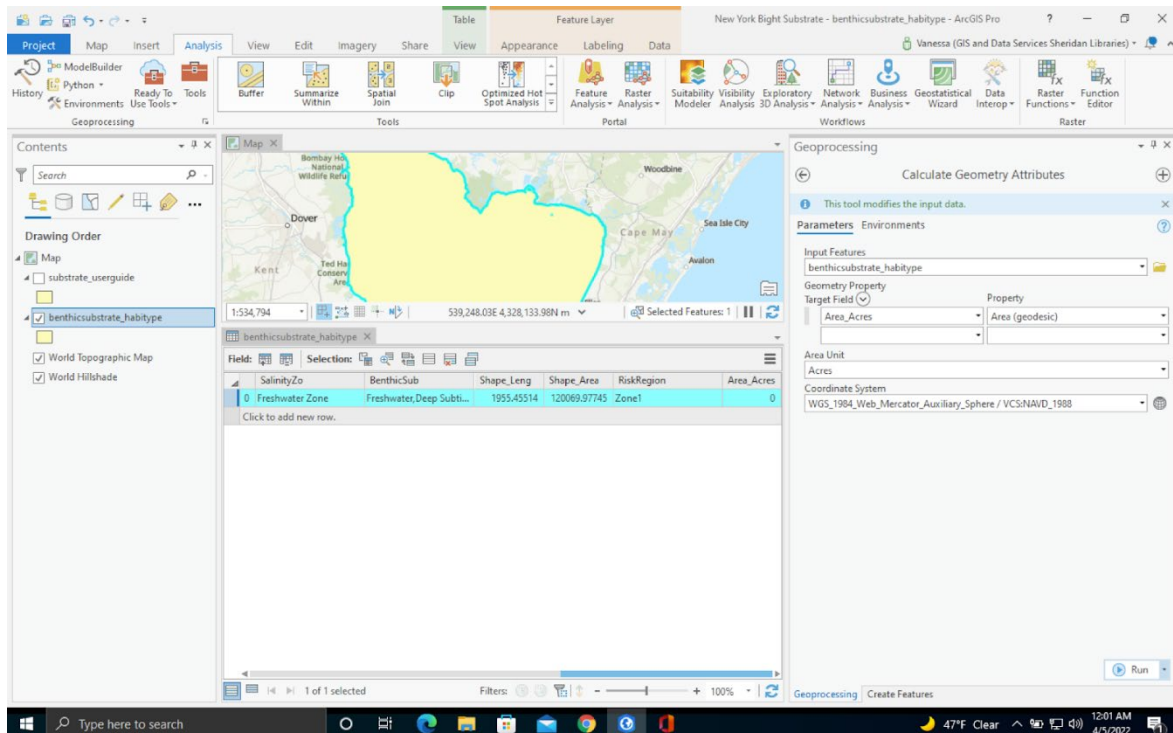 Table
Feature Layer
New York Bight Substrate - benthicsubstrate_habitype - ArcGIS Pro
?
Project Map Insert Analysis View Edit Imagery Share View Appearance Labeling Data
Vanessa (GIS and Data Services Sheridan Libraries)
History
ModelBuilder
Python
Environments
Ready To Use Tools
Tools
Geoprocessing
Buffer
Summarize Within
Spatial Join
Clip
Optimized Hot Spot Analysis
Tools
Feature Analysis
Raster Analysis
Portal
Suitability Modeler
Visibility Analysis
Exploratory 3D Analysis
Network Analysis
Business Analysis
Geostatistical Wizard
Data Interop
Workflows
Raster Functions
Function Editor
Raster
Contents
Search
Drawing Order
Map
substrate_userguide
benthicsubstrate_habitype
World Topographic Map
World Hillshade
Map
Bombay Ho
National
Wildlife Refu
Woodbine
Dover
Sea Isle City
Cape May
Kent
Ted Ha
Conserv
Are
Avalon
1:534,794
539,248.03E 4,328,133.98N m
Selected Features: 1
benthicsubstrate_habitype
Field:
Selection:
SalinityZo BenthicSub Shape_Leng Shape_Area RiskRegion Area_Acres
0 Freshwater Zone Freshwater,Deep Subti... 1955.45514 120069.97745 Zone1 0
Click to add new row.
1 of 1 selected
Filters:
100%
Geoprocessing
Calculate Geometry Attributes
This tool modifies the input data.
Parameters Environments
Input Features
benthicsubstrate_habitype
Geometry Property
Target Field
Property
Area_Acres
Area (geodesic)
Area Unit
Acres
Coordinate System
WGS_1984_Web_Mercator_Auxiliary_Sphere / VCS:NAVD_1988
Run
Geoprocessing Create Features
Type here to search
47°F Clear
12:01 AM
4/5/2022